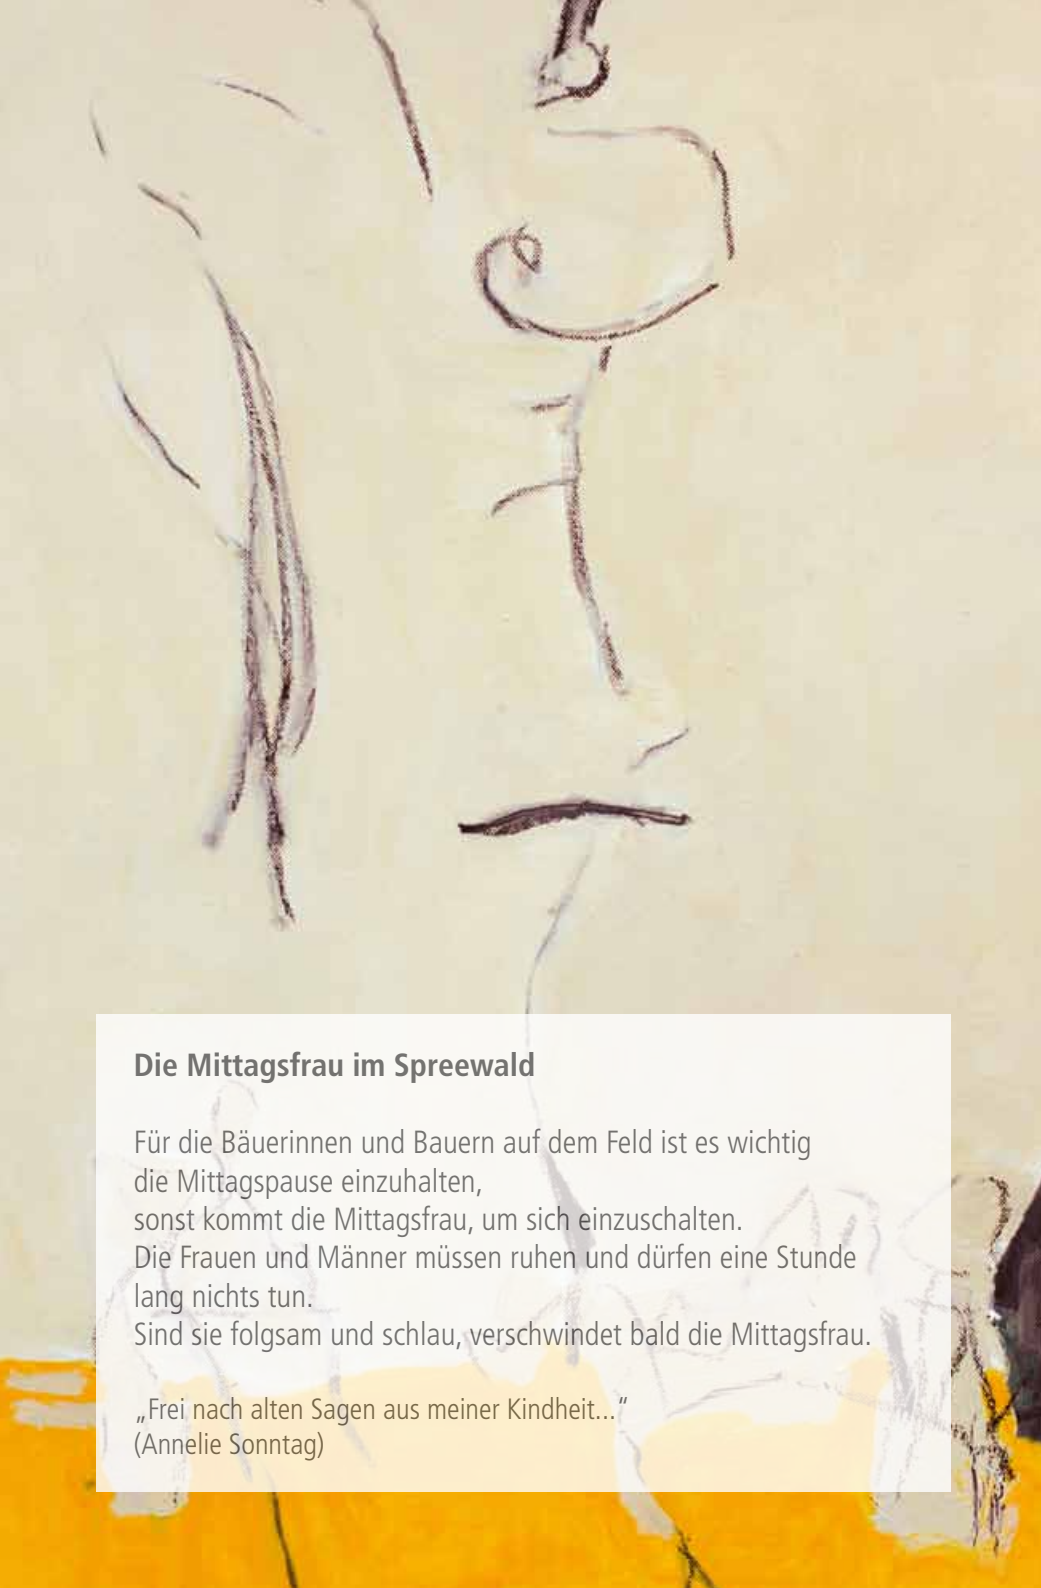 Die Mittagsfrau im Spreewald
Für die Bäuerinnen und Bauern auf dem Feld ist es wichtig
die Mittagspause einzuhalten,
sonst kommt die Mittagsfrau, um sich einzuschalten.
Die Frauen und Männer müssen ruhen und dürfen eine Stunde
lang nichts tun.
Sind sie folgsam und schlau, verschwindet bald die Mittagsfrau.
„Frei nach alten Sagen aus meiner Kindheit...“
(Annelie Sonntag)